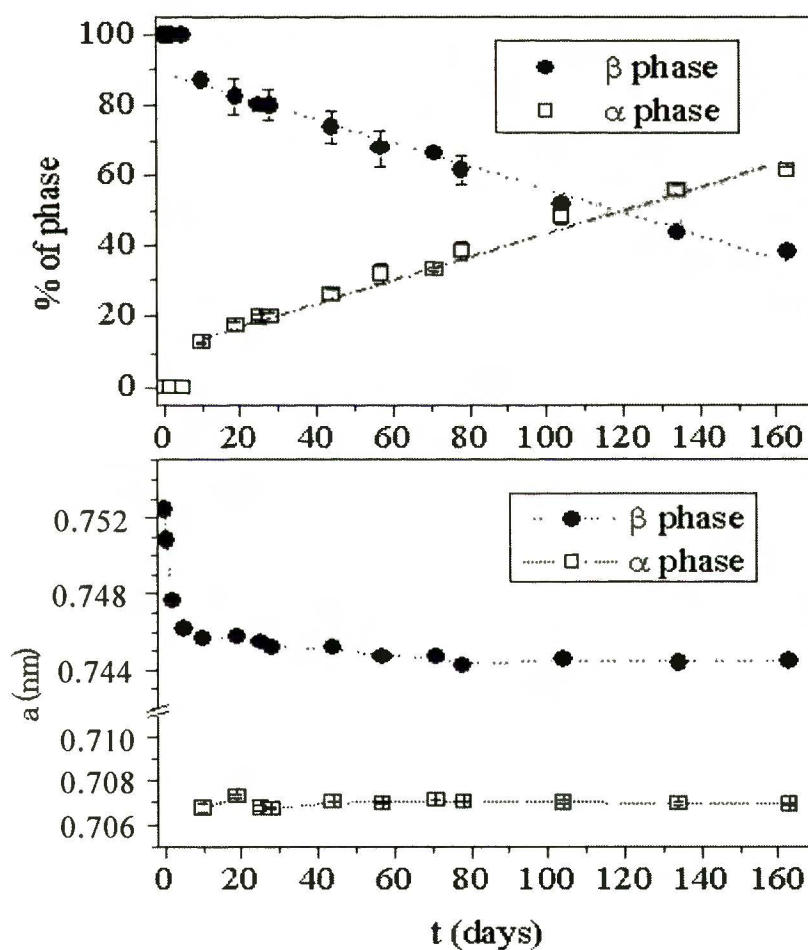 100
80
60
40
20
0
% of phase
β phase
α phase
0 20 40 60 80 100 120 140 160
0.752
0.748
0.744
0.710
0.708
0.706
a (nm)
β phase
α phase
0 20 40 60 80 100 120 140 160
t (days)